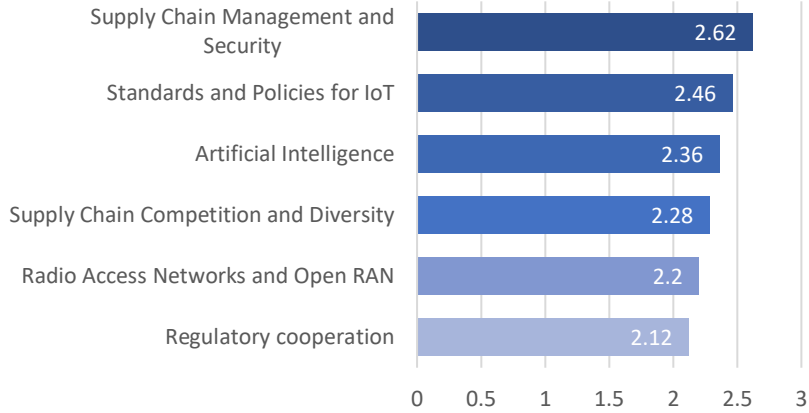 Supply Chain Management and
Security
2.62
Standards and Policies for IoT
2.46
Artificial Intelligence
2.36
Supply Chain Competition and Diversity
2.28
Radio Access Networks and Open RAN
2.2
Regulatory cooperation
2.12
0 0.5 1 1.5 2 2.5 3